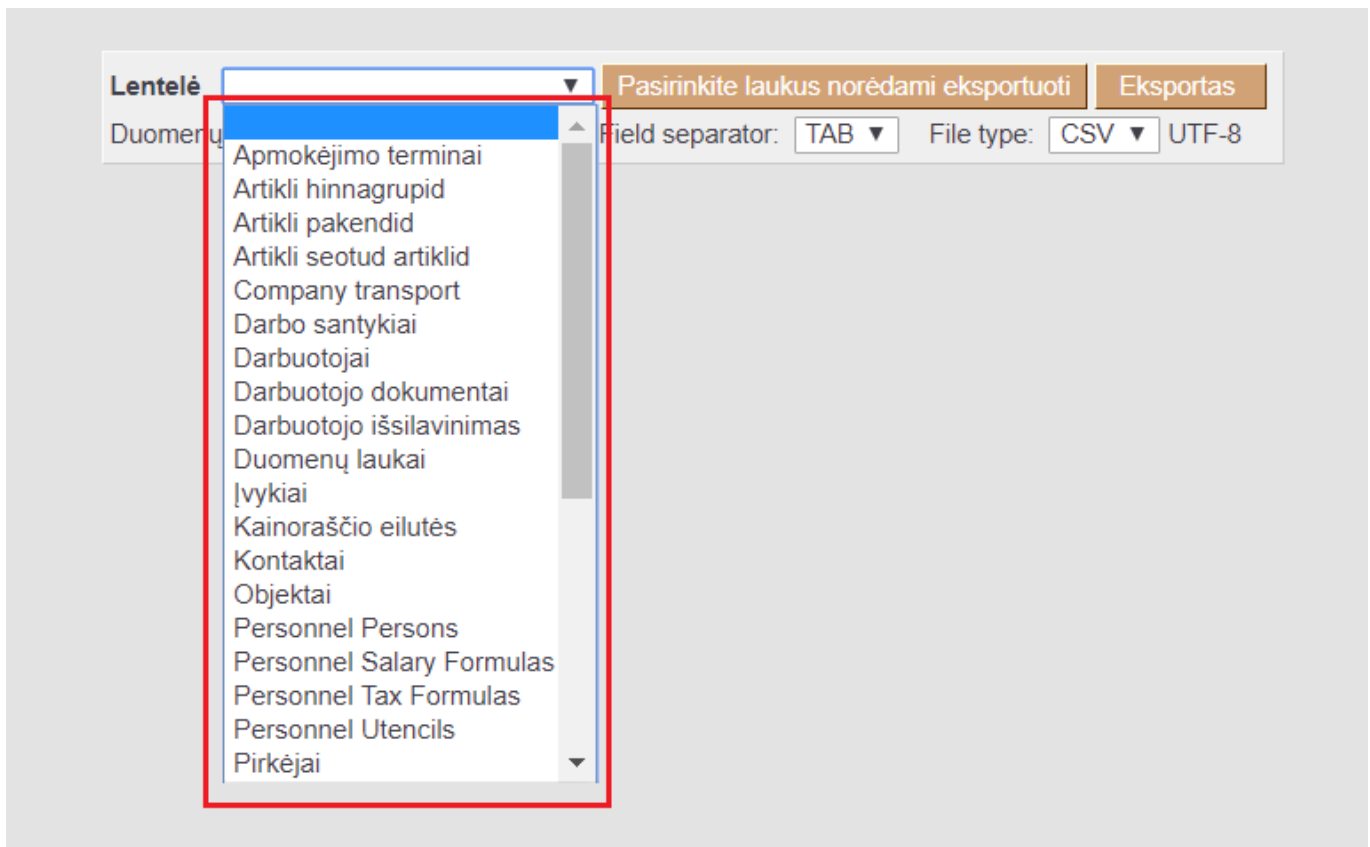 Lentelė ▼ Pasirinkite laukus norėdami eksportuoti Eksportas
Duomenų Field separator: TAB ▼ File type: CSV ▼ UTF-8
Apmokėjimo terminai
Artikli hinnagrupid
Artikli pakendid
Artikli seotud artiklid
Company transport
Darbo santykiai
Darbuotojai
Darbuotojo dokumentai
Darbuotojo išsilavinimas
Duomenų laukai
Įvykiai
Kainoraščio eilutės
Kontaktai
Objektai
Personnel Persons
Personnel Salary Formulas
Personnel Tax Formulas
Personnel Utencils
Pirkėjai